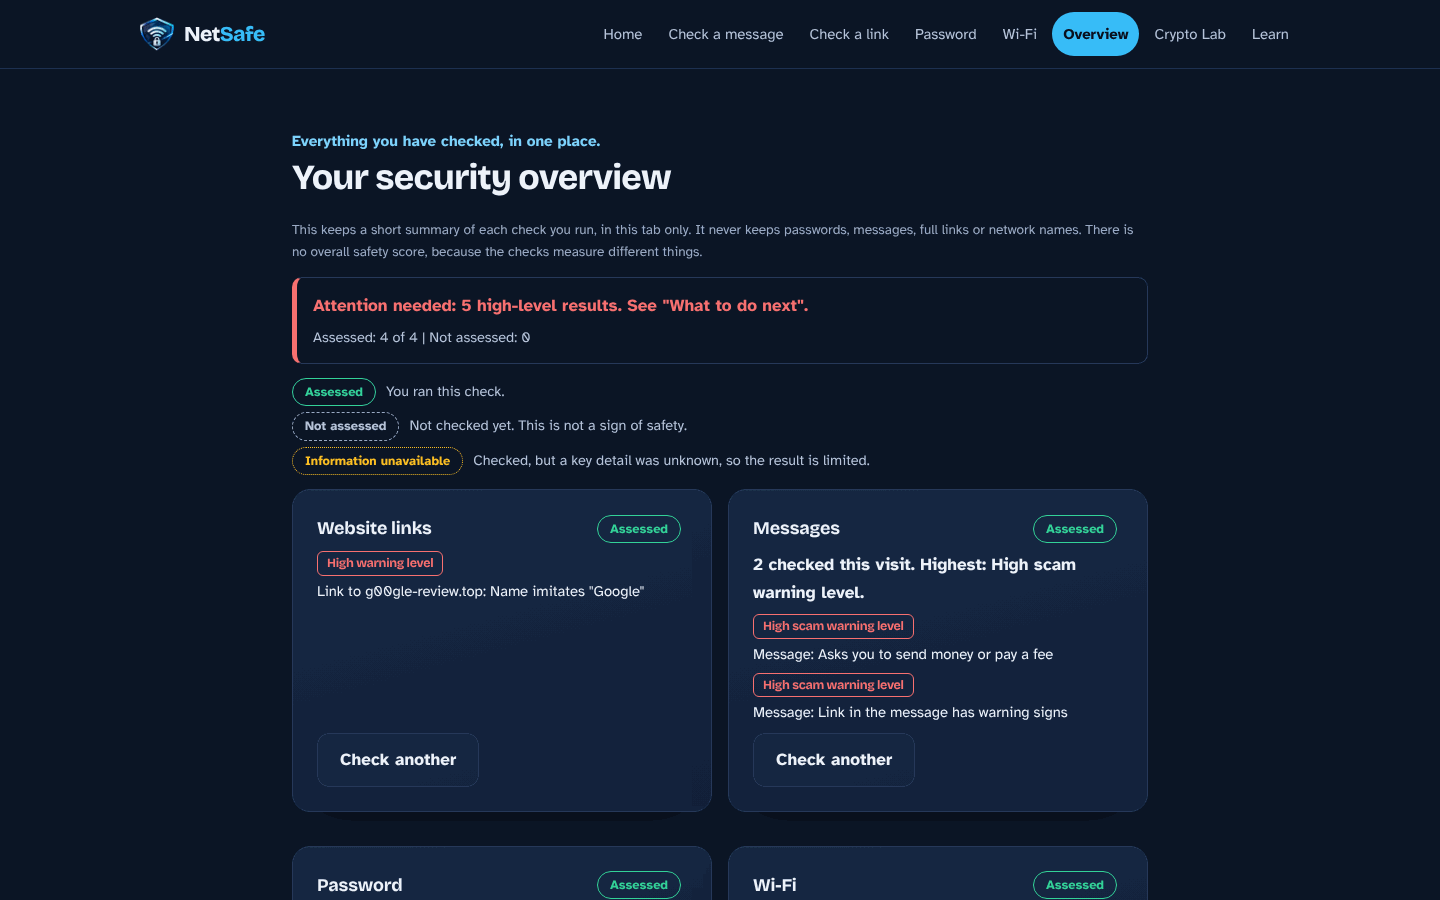 NetSafe
Home
Check a message
Check a link
Password
Wi-Fi
Overview
Crypto Lab
Learn
Everything you have checked, in one place.
Your security overview
This keeps a short summary of each check you run, in this tab only. It never keeps passwords, messages, full links or network names. There is
no overall safety score, because the checks measure different things.
Attention needed: 5 high-level results. See "What to do next".
Assessed: 4 of 4 | Not assessed: 0
Assessed You ran this check.
Not assessed Not checked yet. This is not a sign of safety.
Information unavailable Checked, but a key detail was unknown, so the result is limited.
Website links
Assessed
High warning level
Link to g00gle-review.top: Name imitates "Google"
Check another
Messages
Assessed
2 checked this visit. Highest: High scam
warning level.
High scam warning level
Message: Asks you to send money or pay a fee
High scam warning level
Message: Link in the message has warning signs
Check another
Password
Assessed
Wi-Fi
Assessed